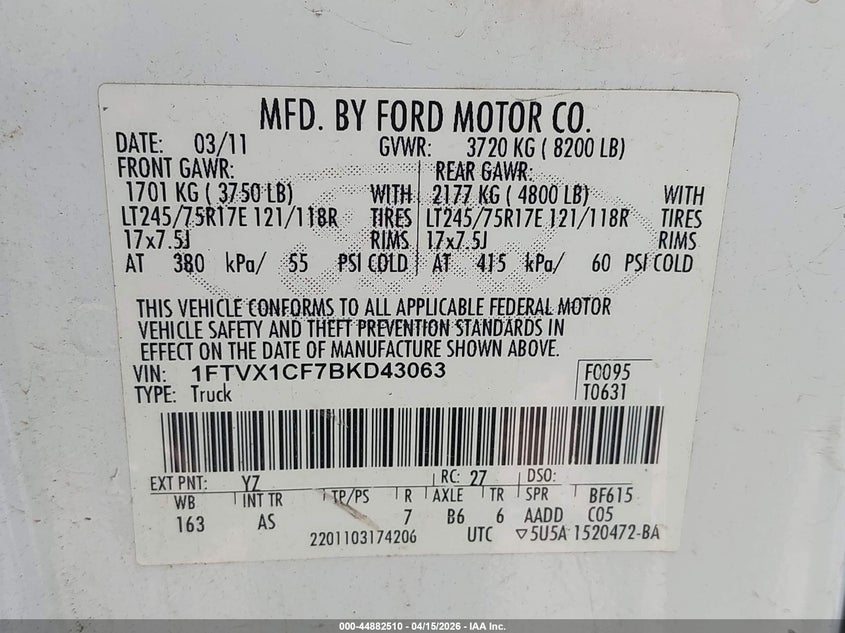 MFD. BY FORD MOTOR CO.
DATE: 03/11 GVWR: 3720 KG ( 8200 LB)
FRONT GAWR: REAR GAWR:
1701 KG ( 3750 LB) WITH 2177 KG ( 4800 LB) WITH
LT245/75R17E 121/118R TIRES LT245/75R17E 121/118R TIRES
17x7.5J RIMS 17x7.5J RIMS
AT 380 kPa/ 55 PSI COLD AT 415 kPa/ 60 PSI COLD
THIS VEHICLE CONFORMS TO ALL APPLICABLE FEDERAL MOTOR
VEHICLE SAFETY AND THEFT PREVENTION STANDARDS IN
EFFECT ON THE DATE OF MANUFACTURE SHOWN ABOVE.
VIN: 1FTVX1CF7BKD43063 F0095
TYPE: Truck T0631
EXT PNT: YZ RC: 27 DSO:
WB INT TR TP/PS R AXLE TR SPR BF615
163 AS 7 B6 6 AADD C05
2201103174206 UTC ▽5U5A 1520472-BA
000-44882510 - 04/15/2026 - IAA Inc.